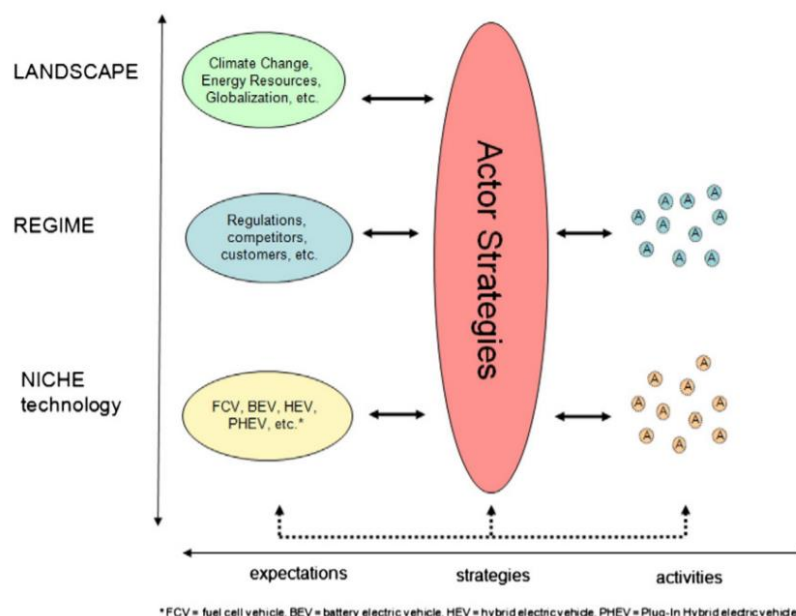 LANDSCAPE
Climate Change,
Energy Resources,
Globalization, etc.
REGIME
Regulations,
competitors,
customers, etc.
NICHE
technology
FCV, BEV, HEV,
PHEV, etc.*
Actor Strategies
A
A A
A A
A A
A
A A
A
A
A
A A
A A
A A
A
expectations strategies activities
* FCV = fuel cell vehicle, BEV = battery electric vehicle, HEV = hybrid electric vehicle, PHEV = Plug-In Hybrid electric vehicle